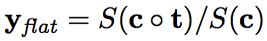 y_flat = S(c ∘ t)/S(c)